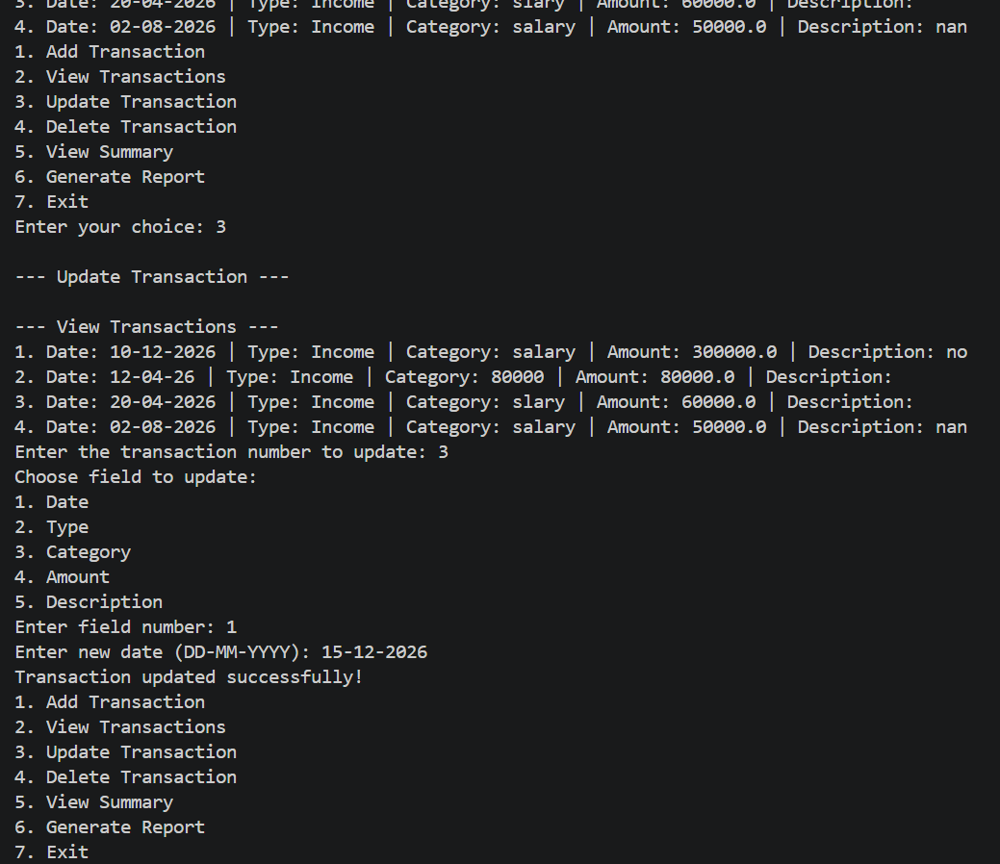 3. Date: 20-04-2026 | Type: Income | Category: slary | Amount: 60000.0 | Description:
4. Date: 02-08-2026 | Type: Income | Category: salary | Amount: 50000.0 | Description: nan
1. Add Transaction
2. View Transactions
3. Update Transaction
4. Delete Transaction
5. View Summary
6. Generate Report
7. Exit
Enter your choice: 3
--- Update Transaction ---
--- View Transactions ---
1. Date: 10-12-2026 | Type: Income | Category: salary | Amount: 300000.0 | Description: no
2. Date: 12-04-26 | Type: Income | Category: 80000 | Amount: 80000.0 | Description:
3. Date: 20-04-2026 | Type: Income | Category: slary | Amount: 60000.0 | Description:
4. Date: 02-08-2026 | Type: Income | Category: salary | Amount: 50000.0 | Description: nan
Enter the transaction number to update: 3
Choose field to update:
1. Date
2. Type
3. Category
4. Amount
5. Description
Enter field number: 1
Enter new date (DD-MM-YYYY): 15-12-2026
Transaction updated successfully!
1. Add Transaction
2. View Transactions
3. Update Transaction
4. Delete Transaction
5. View Summary
6. Generate Report
7. Exit